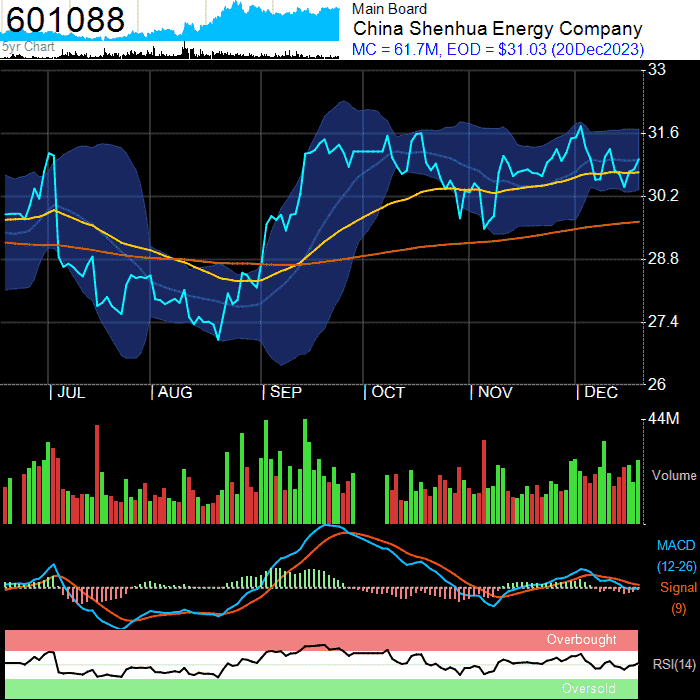 601088
5yr Chart
Main Board
China Shenhua Energy Company
MC = 61.7M, EOD = $31.03 (20Dec2023)
33
31.6
30.2
28.8
27.4
26
| JUL | AUG | SEP | OCT | NOV | DEC
44M
Volume
MACD
(12-26)
Signal
(9)
Overbought
RSI(14)
Oversold